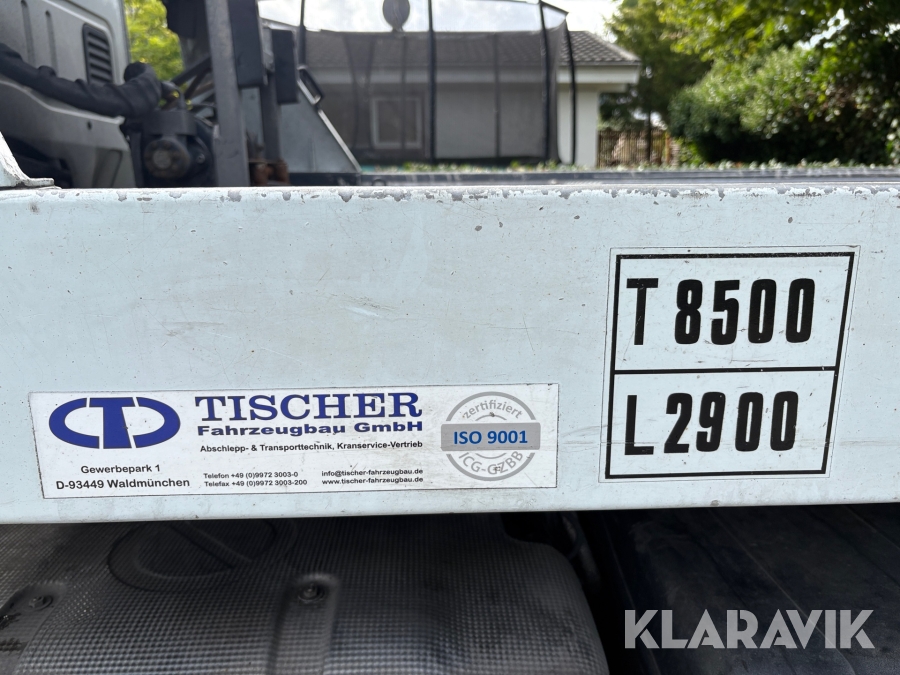 T 8500
L 2900
TISCHER
Fahrzeugbau GmbH
Abschlepp- & Transporttechnik, Kranservice-Vertrieb
Gewerbepark 1
D-93449 Waldmünchen
Telefon +49 (0)9972 3003-0
Telefax +49 (0)9972 3003-200
info@tischer-fahrzeugbau.de
www.tischer-fahrzeugbau.de
zertifiziert
ISO 9001
ICG-GZBB
KLARAVIK